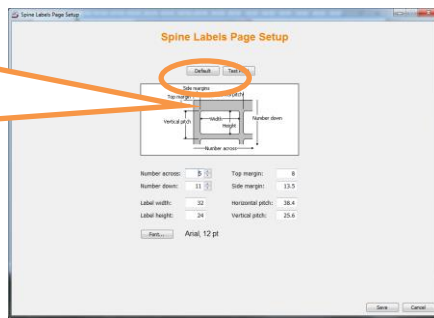 Spine Labels Page Setup
Spine Labels Page Setup
Default Test
Side margins
Top margin pitch
Vertical pitch Width Number down
Height
Number across
Number across: 5 Top margin: 8
Number down: 11 Side margin: 13.5
Label width: 32 Horizontal pitch: 38.4
Label height: 24 Vertical pitch: 25.6
Font... Arial, 12 pt
Save Cancel